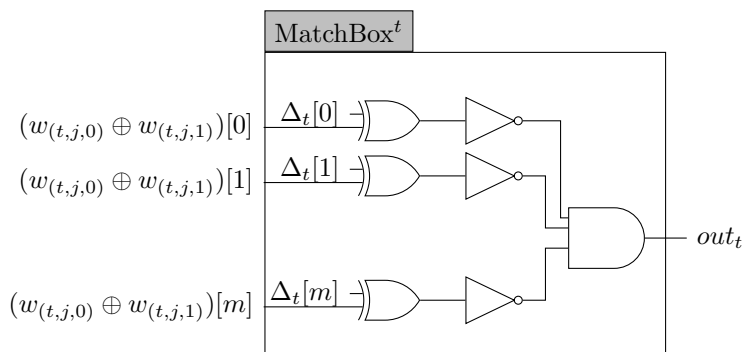 MatchBox^t
(w_{(t,j,0)} ⊕ w_{(t,j,1)})[0] Δ_t[0]
(w_{(t,j,0)} ⊕ w_{(t,j,1)})[1] Δ_t[1]
out_t
(w_{(t,j,0)} ⊕ w_{(t,j,1)})[m] Δ_t[m]